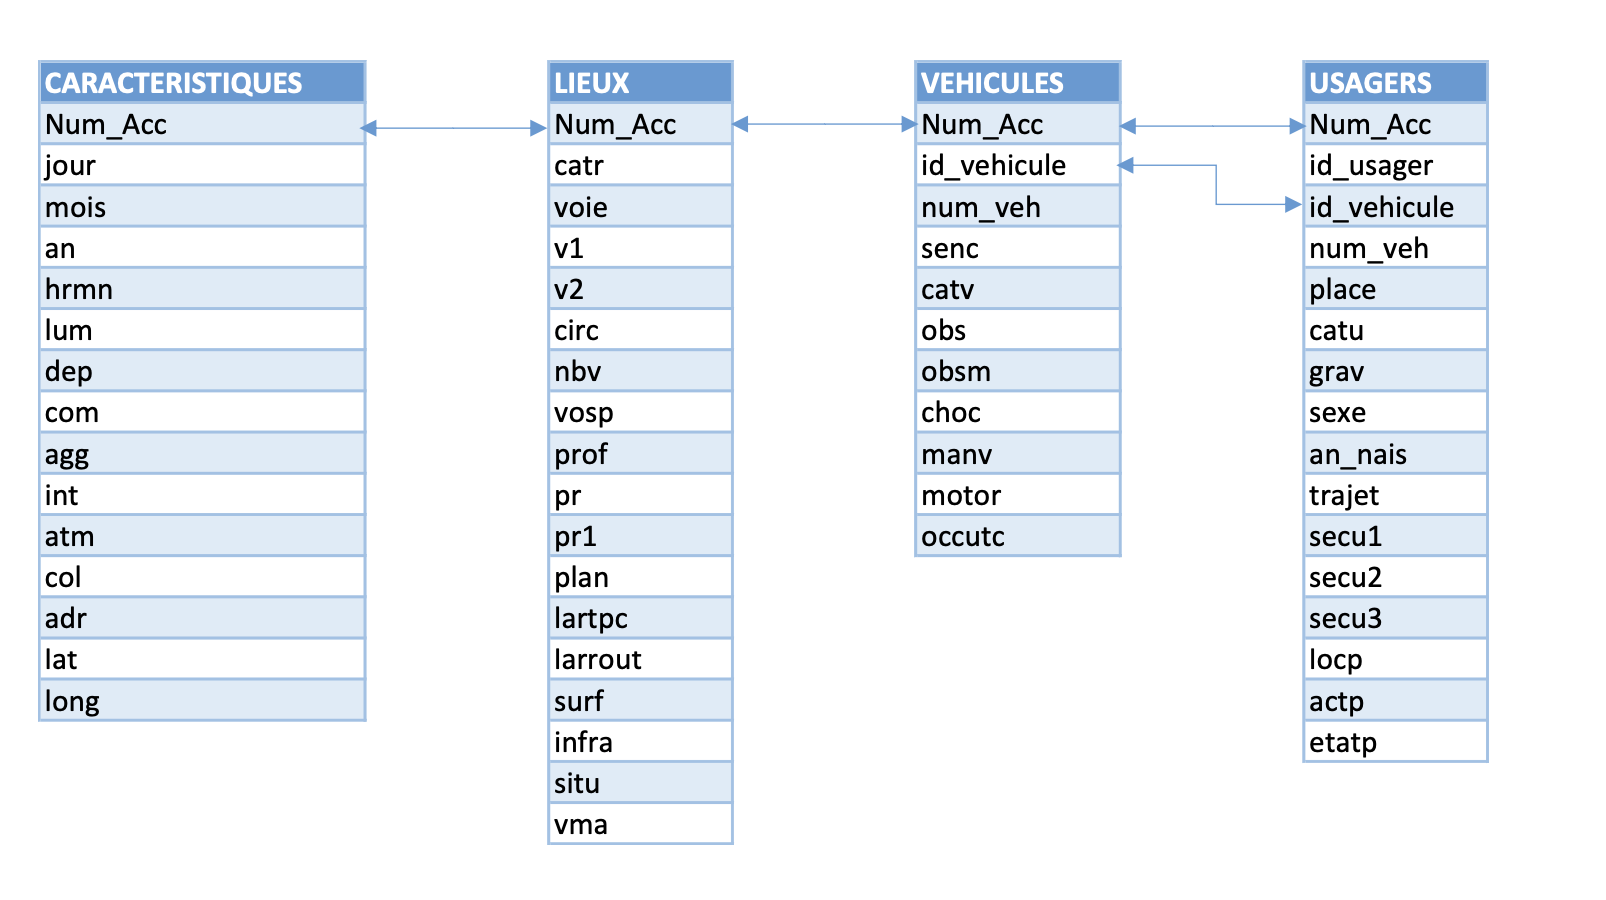 CARACTERISTIQUES
Num_Acc
jour
mois
an
hrmn
lum
dep
com
agg
int
atm
col
adr
lat
long
LIEUX
Num_Acc
catr
voie
v1
v2
circ
nbv
vosp
prof
pr
pr1
plan
lartpc
larrout
surf
infra
situ
vma
VEHICULES
Num_Acc
id_vehicule
num_veh
senc
catv
obs
obsm
choc
manv
motor
occutc
USAGERS
Num_Acc
id_usager
id_vehicule
num_veh
place
catu
grav
sexe
an_nais
trajet
secu1
secu2
secu3
locp
actp
etatp